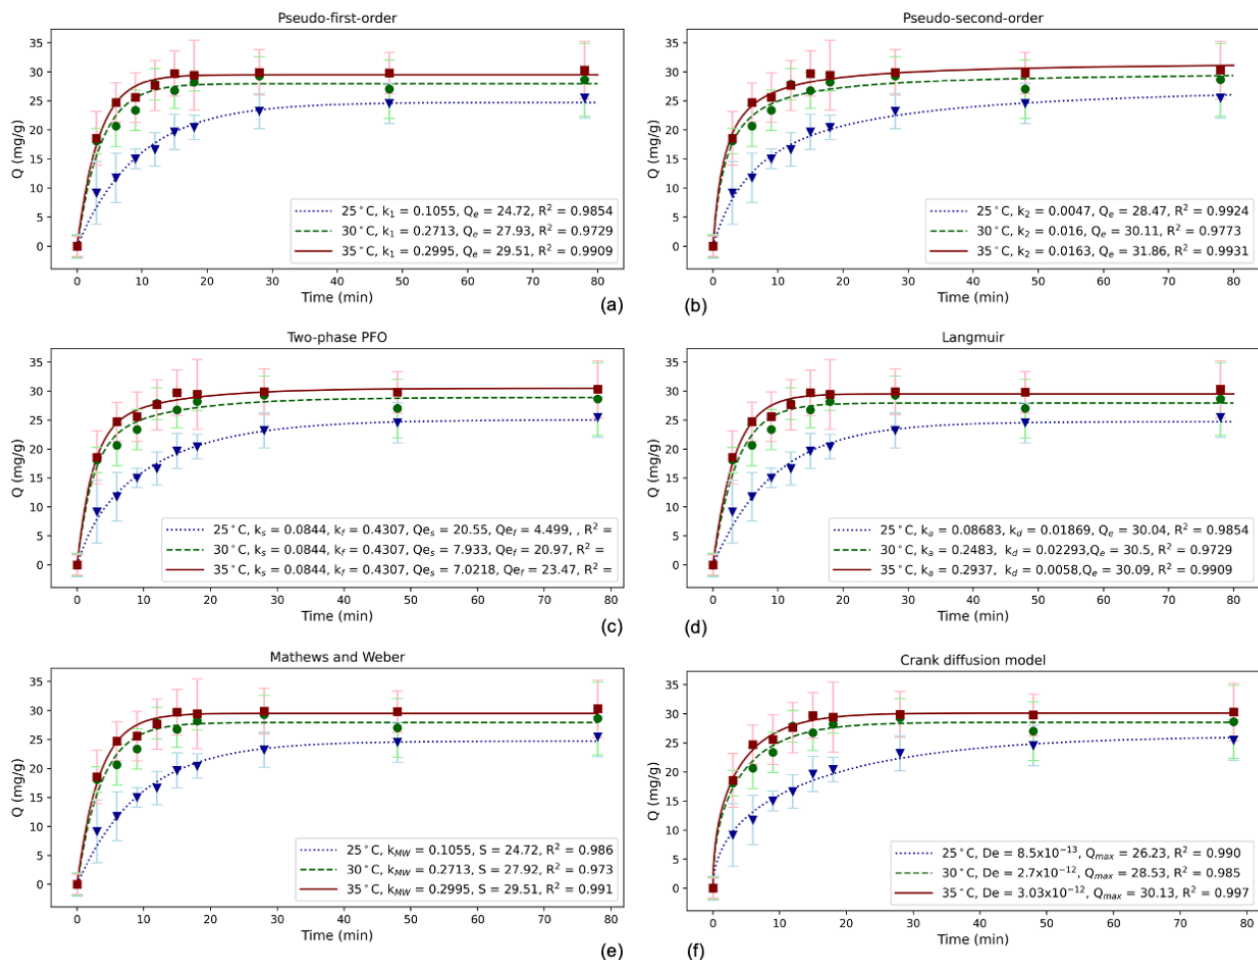 Pseudo-first-order
35
30
25
20
15
10
5
0
Q (mg/g)
25°C, k₁ = 0.1055, Qₑ = 24.72, R² = 0.9854
30°C, k₁ = 0.2713, Qₑ = 27.93, R² = 0.9729
35°C, k₁ = 0.2995, Qₑ = 29.51, R² = 0.9909
0 10 20 30 40 50 60 70 80
Time (min)
(a)
Pseudo-second-order
35
30
25
20
15
10
5
0
Q (mg/g)
25°C, k₂ = 0.0047, Qₑ = 28.47, R² = 0.9924
30°C, k₂ = 0.016, Qₑ = 30.11, R² = 0.9773
35°C, k₂ = 0.0163, Qₑ = 31.86, R² = 0.9931
0 10 20 30 40 50 60 70 80
Time (min)
(b)
Two-phase PFO
35
30
25
20
15
10
5
0
Q (mg/g)
25°C, kₛ = 0.0844, k_f = 0.4307, Qeₛ = 20.55, Qe_f = 4.499, , R² =
30°C, kₛ = 0.0844, k_f = 0.4307, Qeₛ = 7.933, Qe_f = 20.97, R² =
35°C, kₛ = 0.0844, k_f = 0.4307, Qeₛ = 7.0218, Qe_f = 23.47, R² =
0 10 20 30 40 50 60 70 80
Time (min)
(c)
Langmuir
35
30
25
20
15
10
5
0
Q (mg/g)
25°C, kₐ = 0.08683, k_d = 0.01869, Qₑ = 30.04, R² = 0.9854
30°C, kₐ = 0.2483, k_d = 0.02293,Qₑ = 30.5, R² = 0.9729
35°C, kₐ = 0.2937, k_d = 0.0058,Qₑ = 30.09, R² = 0.9909
0 10 20 30 40 50 60 70 80
Time (min)
(d)
Mathews and Weber
35
30
25
20
15
10
5
0
Q (mg/g)
25°C, k_MW = 0.1055, S = 24.72, R² = 0.986
30°C, k_MW = 0.2713, S = 27.92, R² = 0.973
35°C, k_MW = 0.2995, S = 29.51, R² = 0.991
0 10 20 30 40 50 60 70 80
Time (min)
(e)
Crank diffusion model
35
30
25
20
15
10
5
0
Q (mg/g)
25°C, De = 8.5x10⁻¹³, Q_max = 26.23, R² = 0.990
30°C, De = 2.7x10⁻¹², Q_max = 28.53, R² = 0.985
35°C, De = 3.03x10⁻¹², Q_max = 30.13, R² = 0.997
0 10 20 30 40 50 60 70 80
Time (min)
(f)